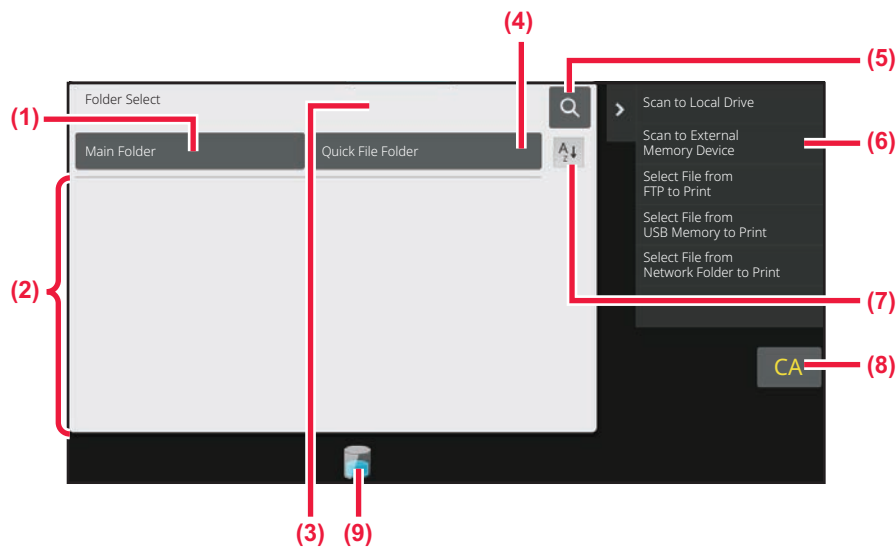 (4)
(5)
Folder Select
Scan to Local Drive
(1)
Scan to External
Memory Device
(6)
Main Folder
Quick File Folder
A
Z
Select File from
FTP to Print
(2)
Select File from
USB Memory to Print
Select File from
Network Folder to Print
(7)
CA
(8)
(3)
(9)